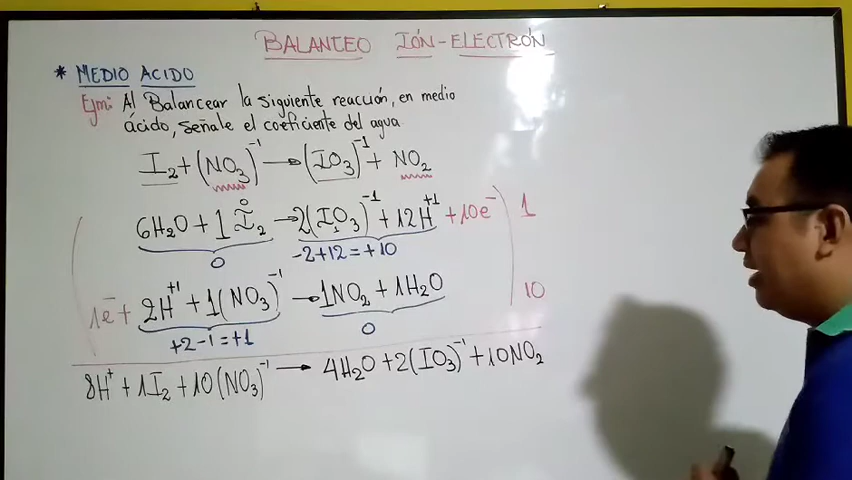 BALANCEO IÓN-ELECTRÓN
* MEDIO ACIDO
Ejm: Al Balancear la siguiente reacción, en medio
ácido, señale el coeficiente del agua
I₂ + (NO₃)⁻¹ → (IO₃)⁻¹ + NO₂
6H₂O + 1 I₂⁰ → 2(IO₃)⁻¹ + 12H⁺¹ + 10e⁻ 1
0 -2+12=+10
1e⁻ + 2H⁺¹ + 1(NO₃)⁻¹ → 1NO₂ + 1H₂O 10
+2-1=+1 0
8H⁺ + 1I₂ + 10(NO₃)⁻¹ → 4H₂O + 2(IO₃)⁻¹ + 10NO₂